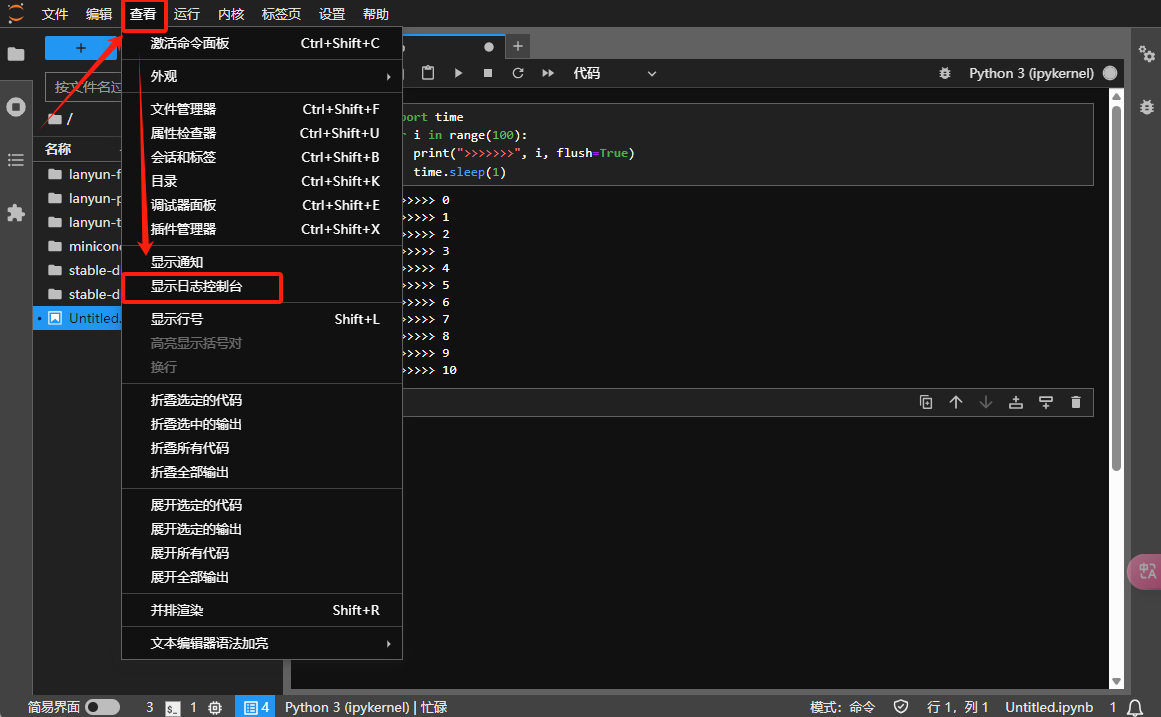 文件 编辑 查看 运行 内核 标签页 设置 帮助
激活命令面板 Ctrl+Shift+C
外观
文件管理器 Ctrl+Shift+F
属性检查器 Ctrl+Shift+U
会话和标签 Ctrl+Shift+B
目录 Ctrl+Shift+K
调试器面板 Ctrl+Shift+E
插件管理器 Ctrl+Shift+X
显示通知
显示日志控制台
显示行号 Shift+L
高亮显示括号对
换行
折叠选定的代码
折叠选中的输出
折叠所有代码
折叠全部输出
展开选定的代码
展开选定的输出
展开所有代码
展开全部输出
并排渲染 Shift+R
文本编辑器语法加亮
+
按文件名过
/
名称
lanyun-f
lanyun-p
lanyun-t
minicon
stable-d
stable-d
Untitled.
+
代码
Python 3 (ipykernel)
port time
r i in range(100):
print(">>>>>>>", i, flush=True)
time.sleep(1)
>>>>> 0
>>>>> 1
>>>>> 2
>>>>> 3
>>>>> 4
>>>>> 5
>>>>> 6
>>>>> 7
>>>>> 8
>>>>> 9
>>>>> 10
中A
简易界面 3 $_ 1 4 Python 3 (ipykernel) | 忙碌 模式：命令 行 1，列 1 Untitled.ipynb 1